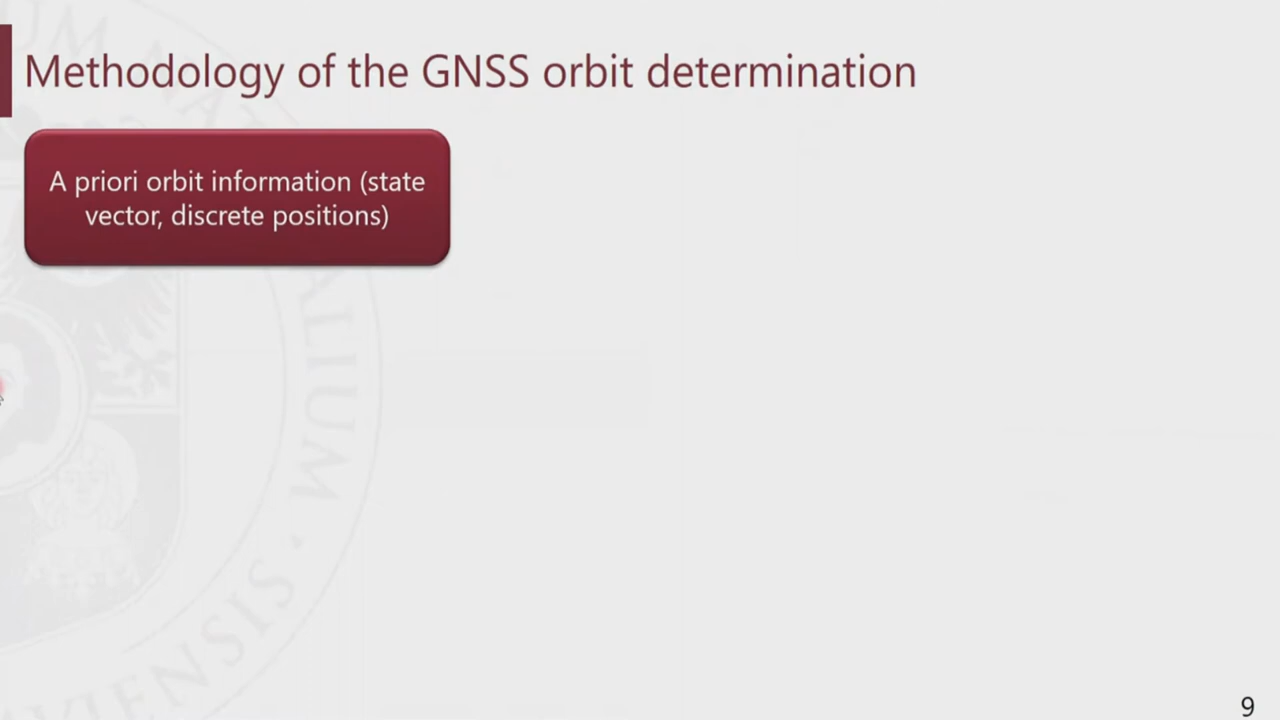 Methodology of the GNSS orbit determination
A priori orbit information (state
vector, discrete positions)
9